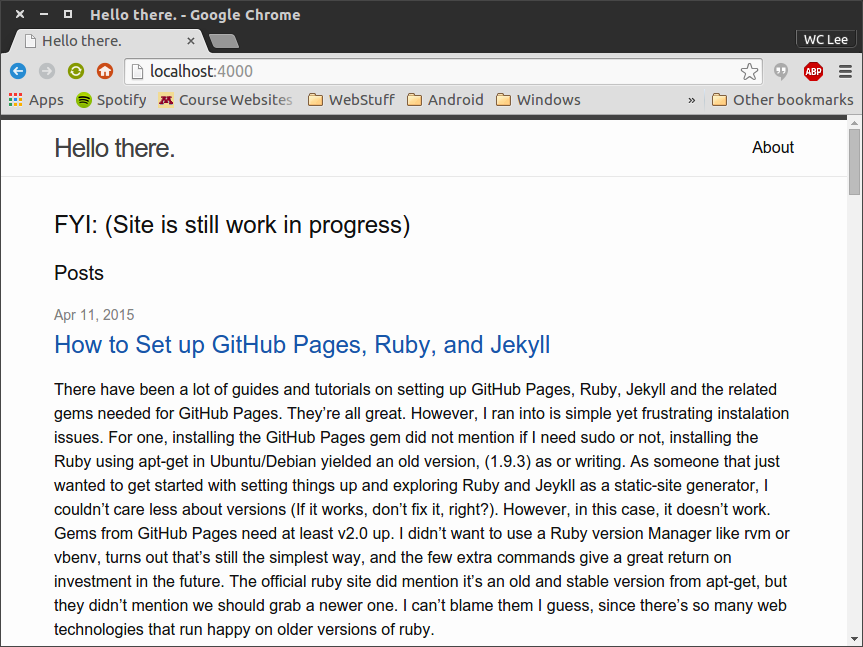 Hello there. - Google Chrome
Hello there.
WC Lee
localhost:4000
ABP
Apps Spotify Course Websites WebStuff Android Windows » Other bookmarks
Hello there. About
FYI: (Site is still work in progress)
Posts
Apr 11, 2015
How to Set up GitHub Pages, Ruby, and Jekyll
There have been a lot of guides and tutorials on setting up GitHub Pages, Ruby, Jekyll and the related
gems needed for GitHub Pages. They’re all great. However, I ran into is simple yet frustrating instalation
issues. For one, installing the GitHub Pages gem did not mention if I need sudo or not, installing the
Ruby using apt-get in Ubuntu/Debian yielded an old version, (1.9.3) as or writing. As someone that just
wanted to get started with setting things up and exploring Ruby and Jeykll as a static-site generator, I
couldn’t care less about versions (If it works, don’t fix it, right?). However, in this case, it doesn’t work.
Gems from GitHub Pages need at least v2.0 up. I didn’t want to use a Ruby version Manager like rvm or
vbenv, turns out that’s still the simplest way, and the few extra commands give a great return on
investment in the future. The official ruby site did mention it’s an old and stable version from apt-get, but
they didn’t mention we should grab a newer one. I can’t blame them I guess, since there’s so many web
technologies that run happy on older versions of ruby.